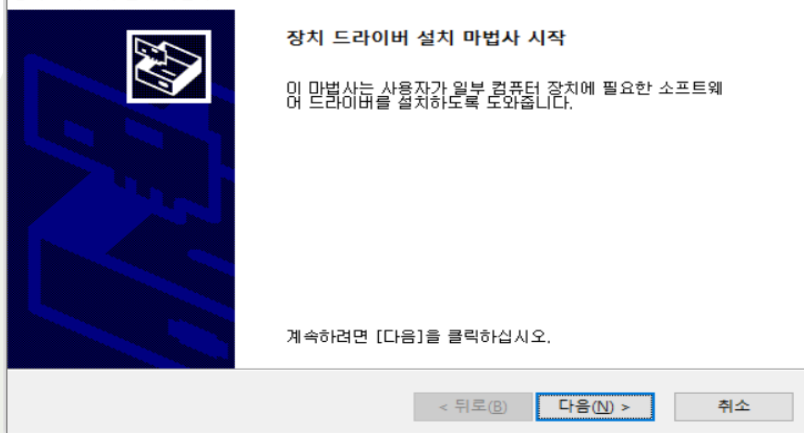 장치 드라이버 설치 마법사 시작
이 마법사는 사용자가 일부 컴퓨터 장치에 필요한 소프트웨
어 드라이버를 설치하도록 도와줍니다.
계속하려면 [다음]을 클릭하십시오.
< 뒤로(B) 다음(N) > 취소